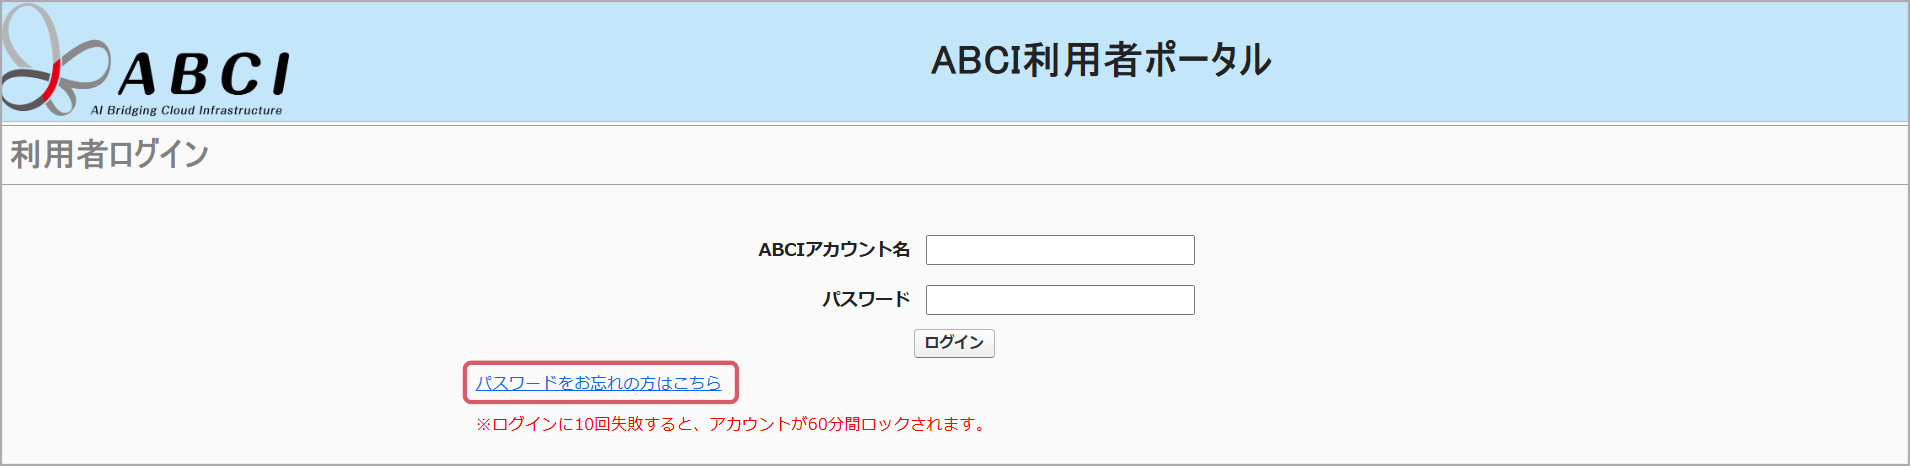 ABCI
AI Bridging Cloud Infrastructure
ABCI利用者ポータル
利用者ログイン
ABCIアカウント名
パスワード
ログイン
パスワードをお忘れの方はこちら
※ログインに10回失敗すると、アカウントが60分間ロックされます。